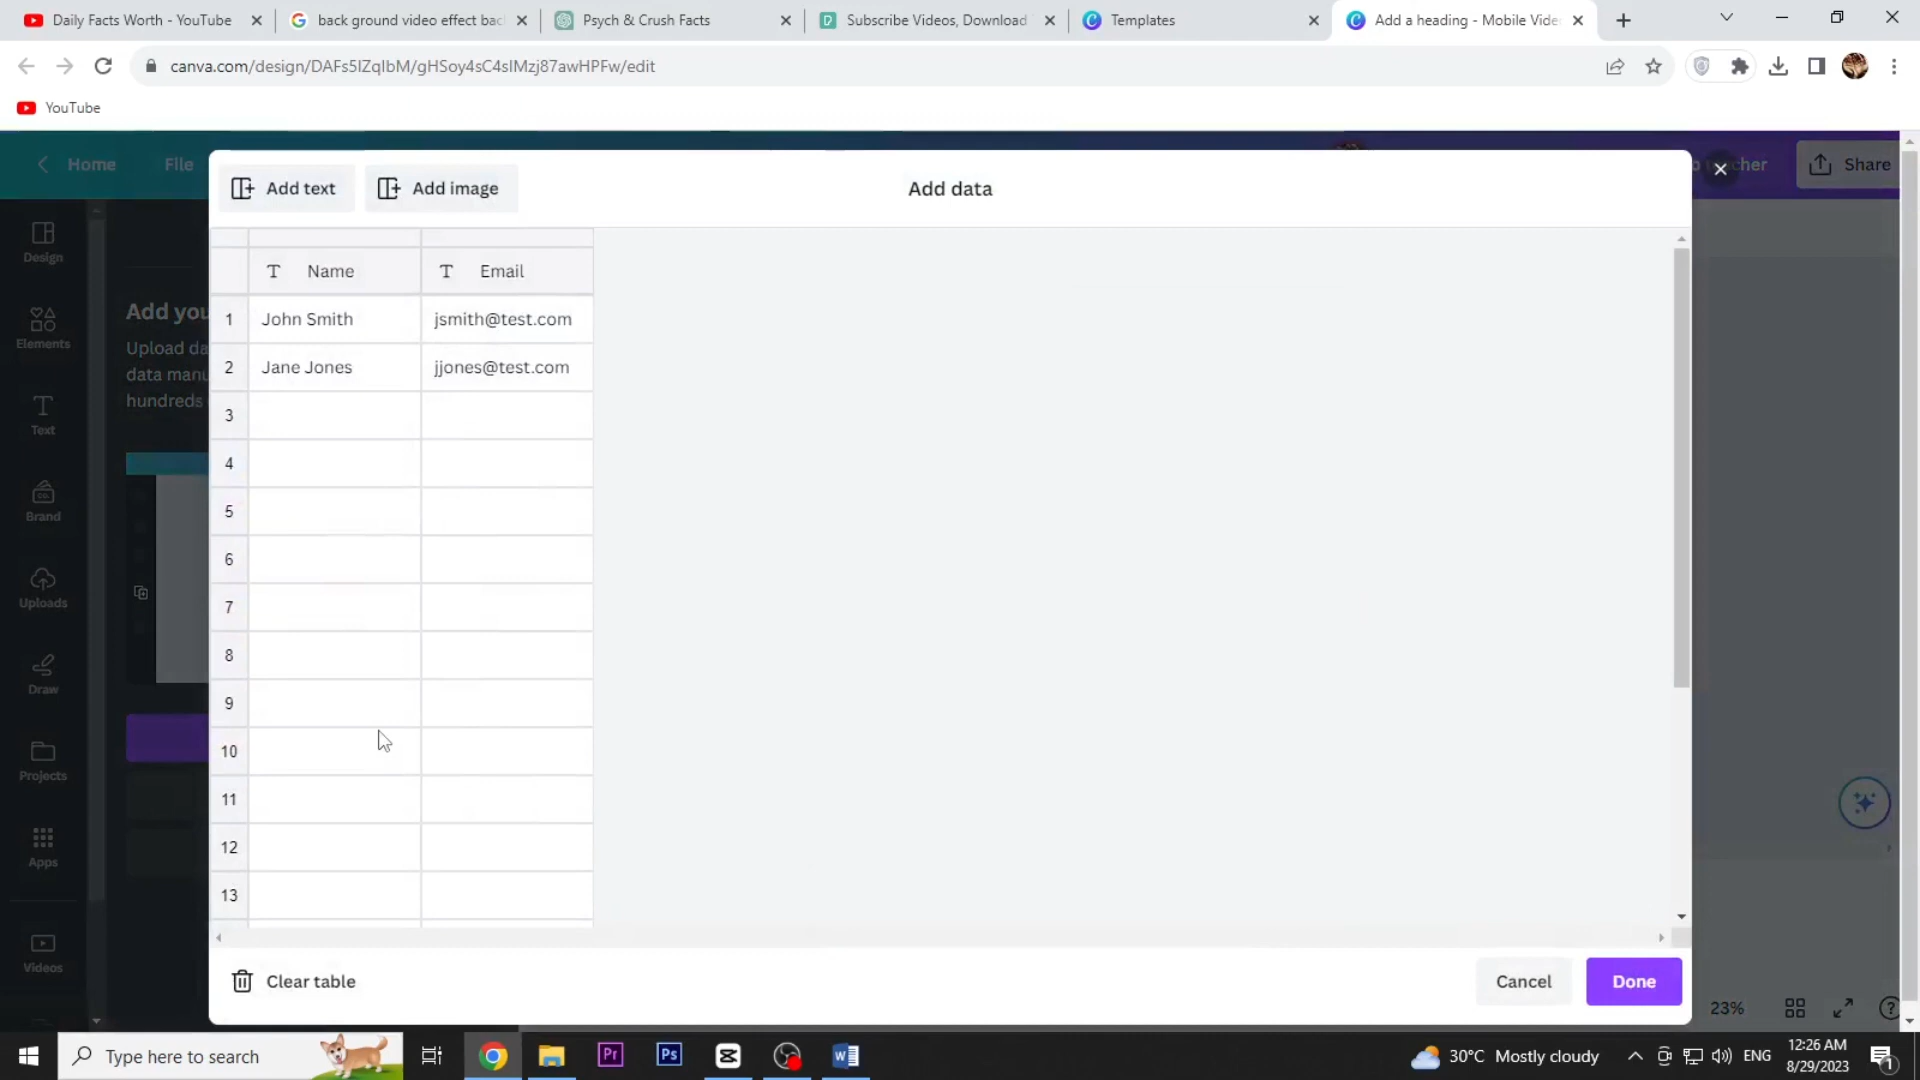 Daily Facts Worth - YouTube
back ground video effect bac
Psych & Crush Facts
Subscribe Videos, Download
Templates
Add a heading - Mobile Vide
canva.com/design/DAFs5IZqIbM/gHSoy4sC4sIMzj87awHPFw/edit
YouTube
Home
File
cher
Share
Add text
Add image
Add data
Name
Email
1
John Smith
jsmith@test.com
2
Jane Jones
jjones@test.com
3
4
5
6
7
8
9
10
11
12
13
Design
Elements
Text
Brand
Uploads
Draw
Projects
Apps
Videos
Add you
Upload da
data manu
hundreds
Clear table
Cancel
Done
23%
Type here to search
Pr
Ps
30°C Mostly cloudy
ENG
12:26 AM
8/29/2023
1